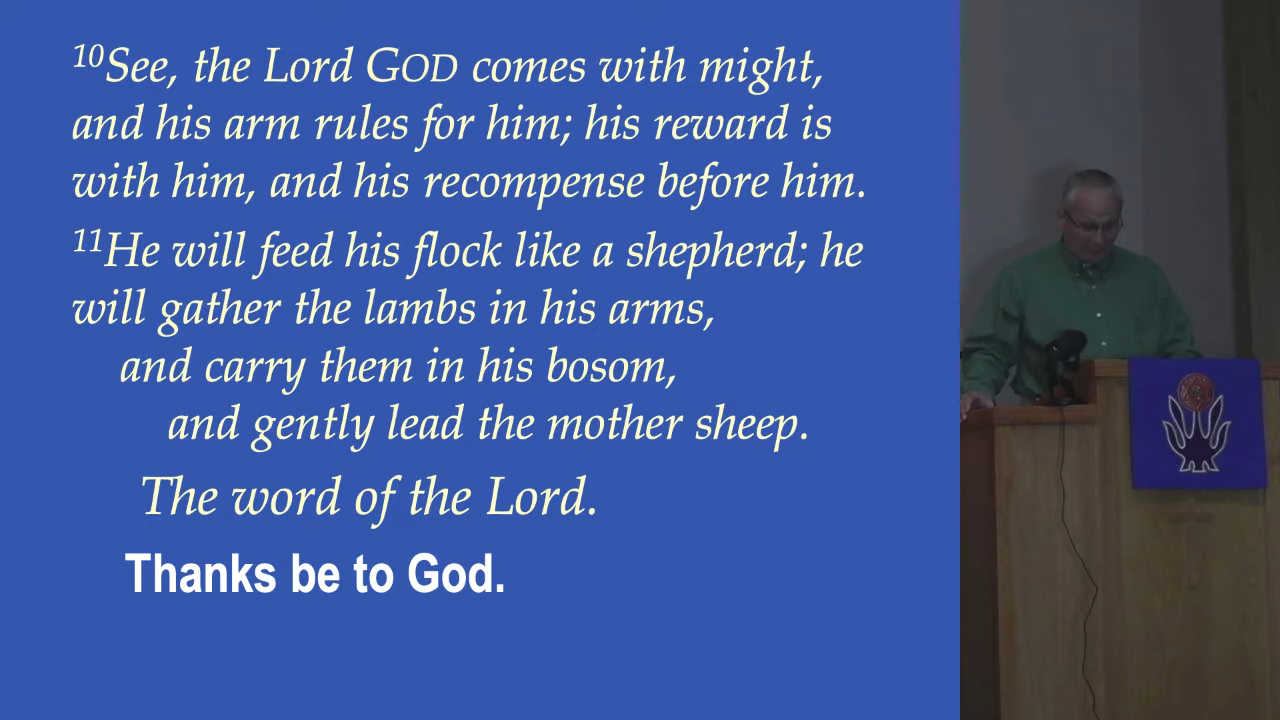 ¹⁰See, the Lord GOD comes with might,
and his arm rules for him; his reward is
with him, and his recompense before him.
¹¹He will feed his flock like a shepherd; he
will gather the lambs in his arms,
and carry them in his bosom,
and gently lead the mother sheep.
The word of the Lord.
Thanks be to God.